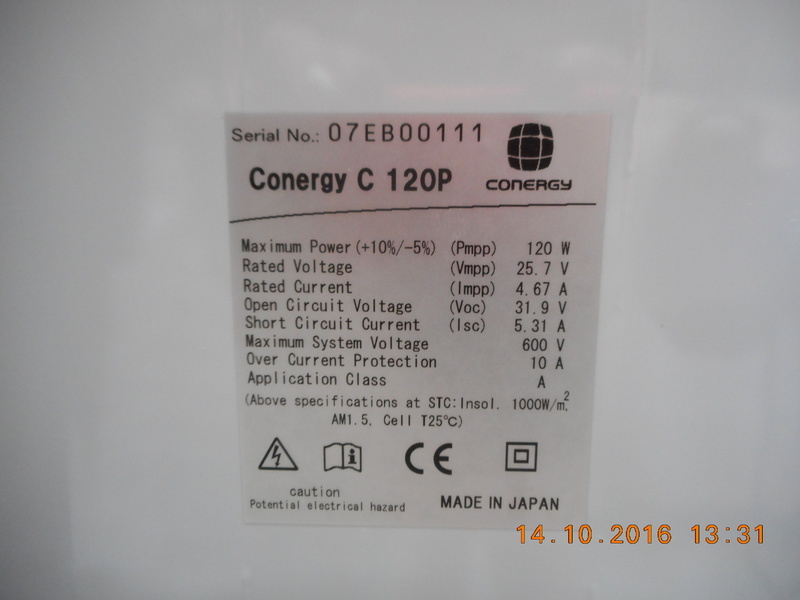 Serial No.: 07EB00111
Conergy C 120P
CONERGY
Maximum Power (+10%/-5%) (Pmpp) 120 W
Rated Voltage (Vmpp) 25.7 V
Rated Current (Impp) 4.67 A
Open Circuit Voltage (Voc) 31.9 V
Short Circuit Current (Isc) 5.31 A
Maximum System Voltage 600 V
Over Current Protection 10 A
Application Class A
(Above specifications at STC:Insol. 1000W/m²,
AM1.5, Cell T25℃)
CE
caution
Potential electrical hazard
MADE IN JAPAN
14.10.2016 13:31